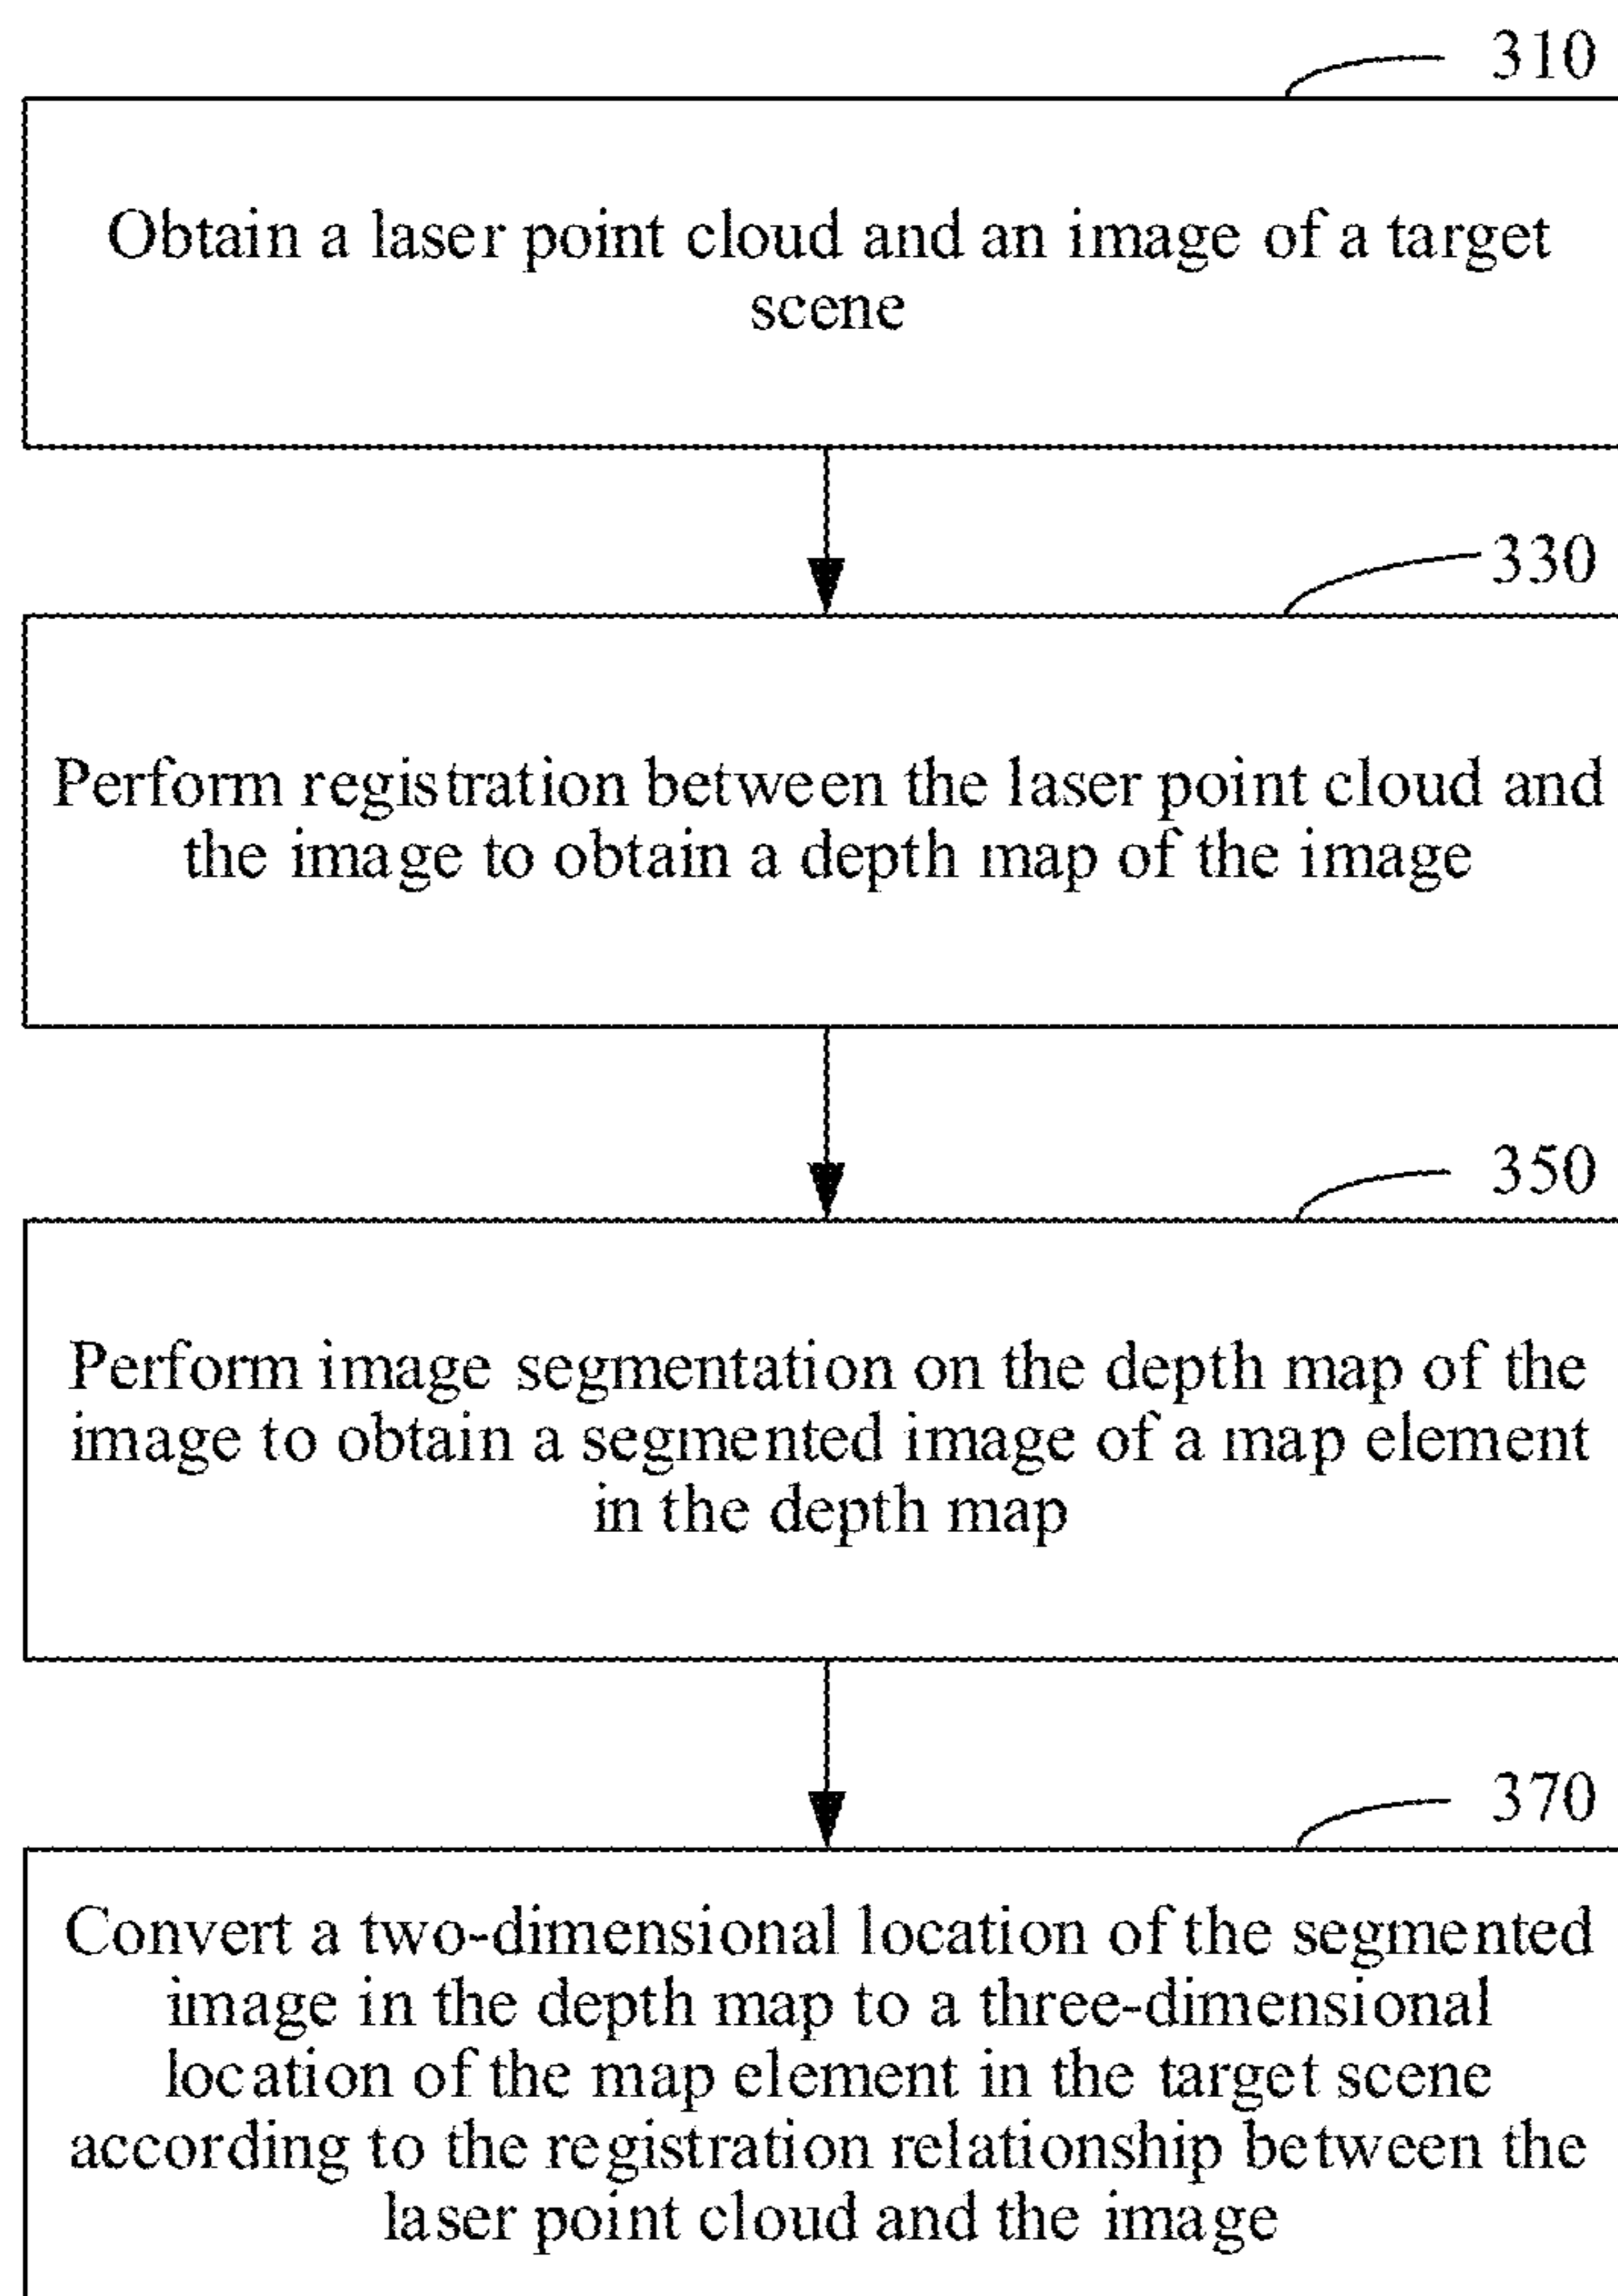 310
Obtain a laser point cloud and an image of a target
scene
330
Perform registration between the laser point cloud and
the image to obtain a depth map of the image
350
Perform image segmentation on the depth map of the
image to obtain a segmented image of a map element
in the depth map
370
Convert a two-dimensional location of the segmented
image in the depth map to a three-dimensional
location of the map element in the target scene
according to the registration relationship between the
laser point cloud and the image